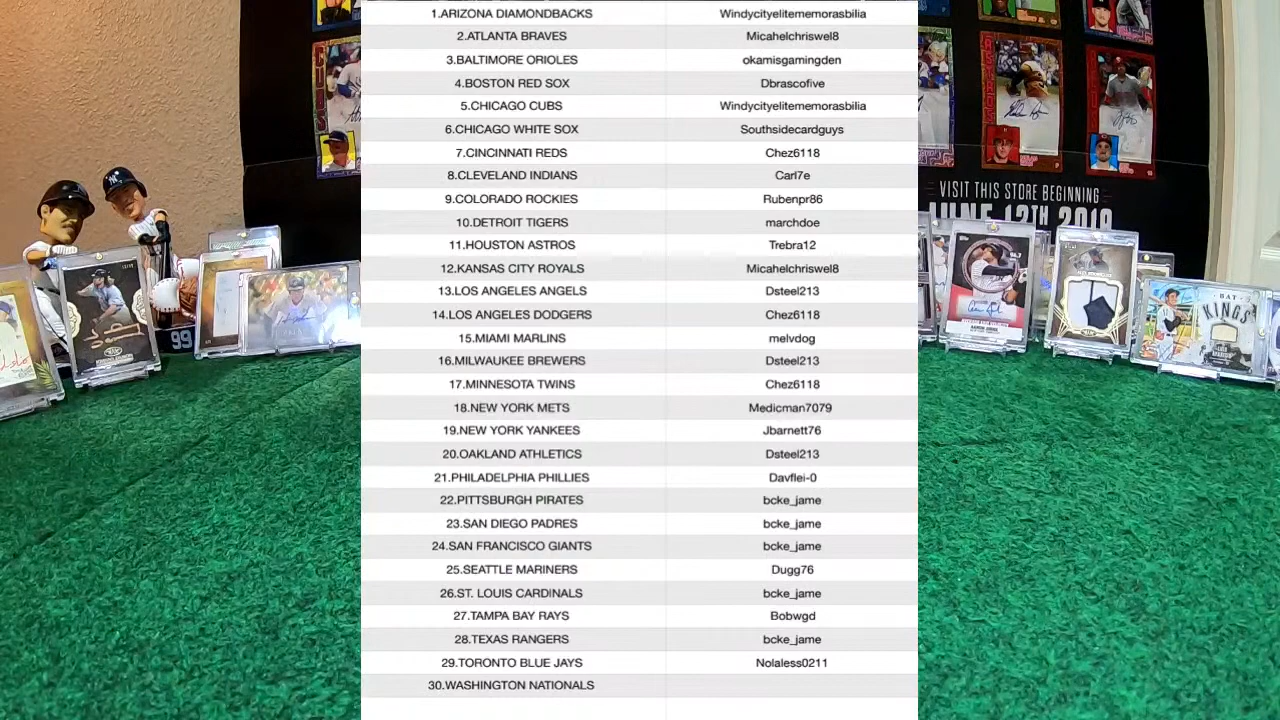 1.ARIZONA DIAMONDBACKS Windycityelitememorasbilia
2.ATLANTA BRAVES Micahelchriswel8
3.BALTIMORE ORIOLES okamisgamingden
4.BOSTON RED SOX Dbrascofive
5.CHICAGO CUBS Windycityelitememorasbilia
6.CHICAGO WHITE SOX Southsidecardguys
7.CINCINNATI REDS Chez6118
8.CLEVELAND INDIANS Carl7e
9.COLORADO ROCKIES Rubenpr86
10.DETROIT TIGERS marchdoe
11.HOUSTON ASTROS Trebra12
12.KANSAS CITY ROYALS Micahelchriswel8
13.LOS ANGELES ANGELS Dsteel213
14.LOS ANGELES DODGERS Chez6118
15.MIAMI MARLINS melvdog
16.MILWAUKEE BREWERS Dsteel213
17.MINNESOTA TWINS Chez6118
18.NEW YORK METS Medicman7079
19.NEW YORK YANKEES Jbarnett76
20.OAKLAND ATHLETICS Dsteel213
21.PHILADELPHIA PHILLIES Davflei-0
22.PITTSBURGH PIRATES bcke_jame
23.SAN DIEGO PADRES bcke_jame
24.SAN FRANCISCO GIANTS bcke_jame
25.SEATTLE MARINERS Dugg76
26.ST. LOUIS CARDINALS bcke_jame
27.TAMPA BAY RAYS Bobwgd
28.TEXAS RANGERS bcke_jame
29.TORONTO BLUE JAYS Nolaless0211
30.WASHINGTON NATIONALS
VISIT THIS STORE BEGINNING
JUNE 12TH 2019
99
BAT
KINGS